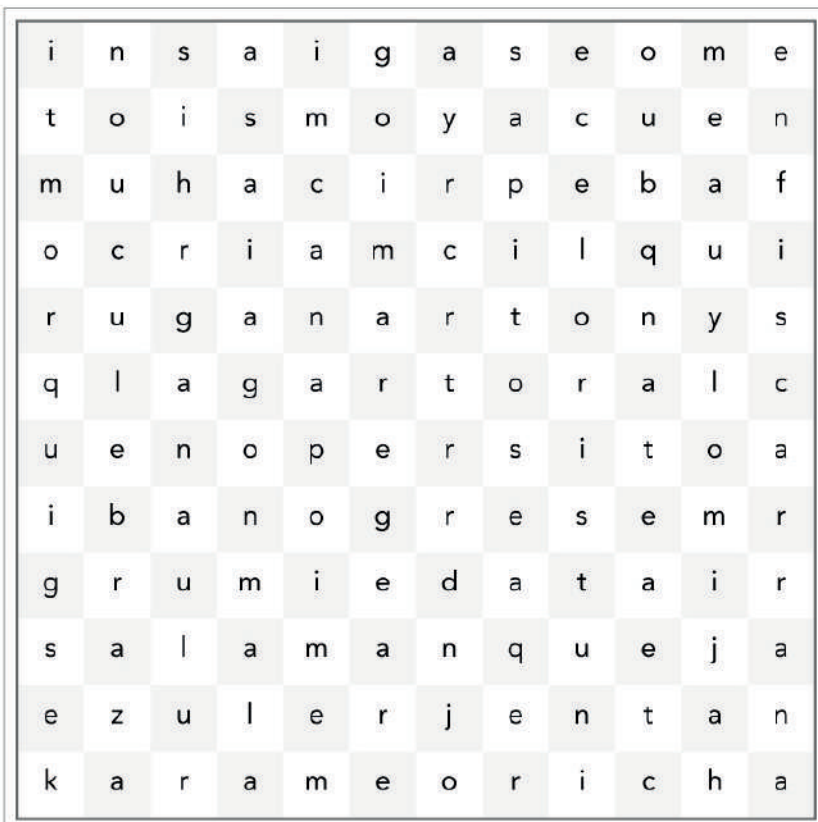 i n s a i g a s e o m e
t o i s m o y a c u e n
m u h a c i r p e b a f
o c r i a m c i l q u i
r u g a n a r t o n y s
q l a g a r t o r a l c
u e n o p e r s i t o a
i b a n o g r e s e m r
g r u m i e d a t a i r
s a l a m a n q u e j a
e z u l e r j e n t a n
k a r a m e o r i c h a